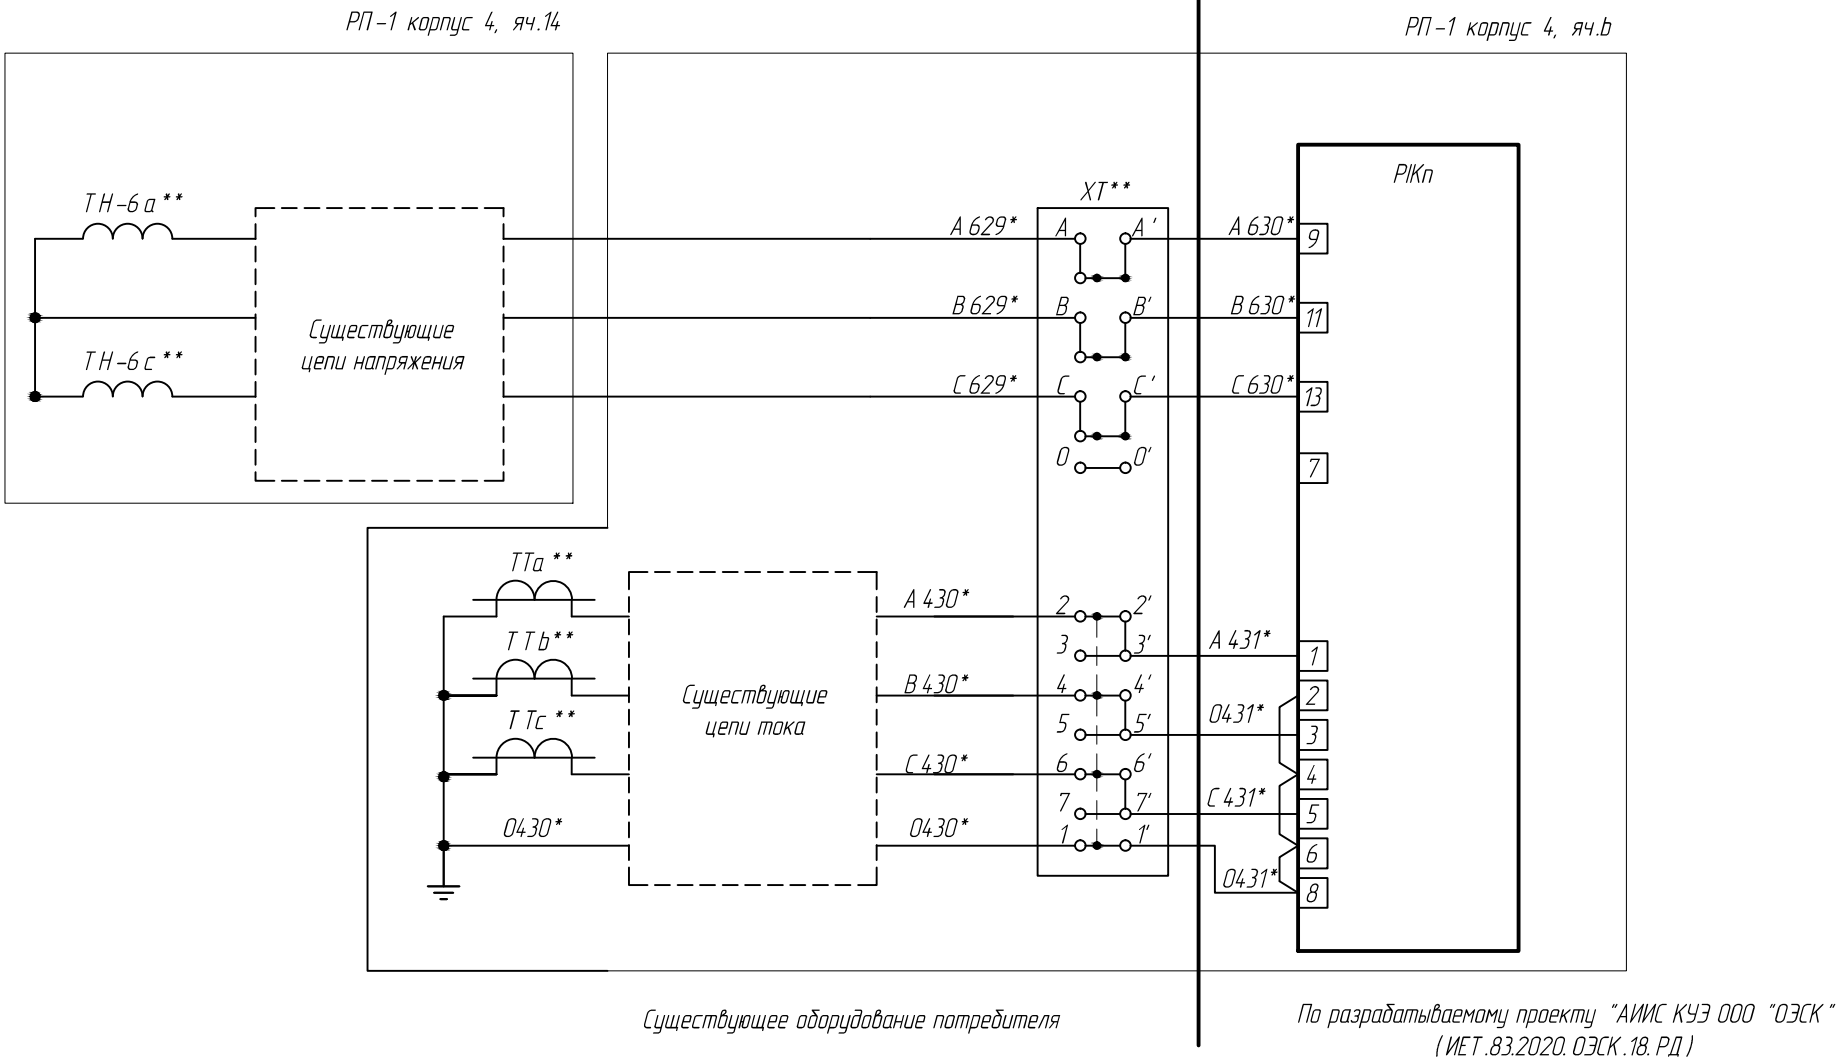 РП-1 корпус 4, яч.14
РП-1 корпус 4, яч.b
PIKп
ТН-6а**
ХТ**
А 629*
А
А'
А 630*
9
В 629*
В
В'
В 630*
11
Существующие
цепи напряжения
ТН-6с**
С 629*
С
С'
С 630*
13
0
0'
7
ТТа**
А 430*
2
2'
3
3'
А 431*
1
ТТb**
В 430*
4
4'
2
Существующие
цепи тока
5
5'
0431*
3
ТТс**
С 430*
6
6'
4
7
7'
С 431*
5
0430*
0430*
1
1'
6
0431*
8
Существующее оборудование потребителя
По разрабатываемому проекту "АИИС КУЭ ООО "ОЭСК"
(ИЕТ.83.2020.ОЭСК.18.РД)